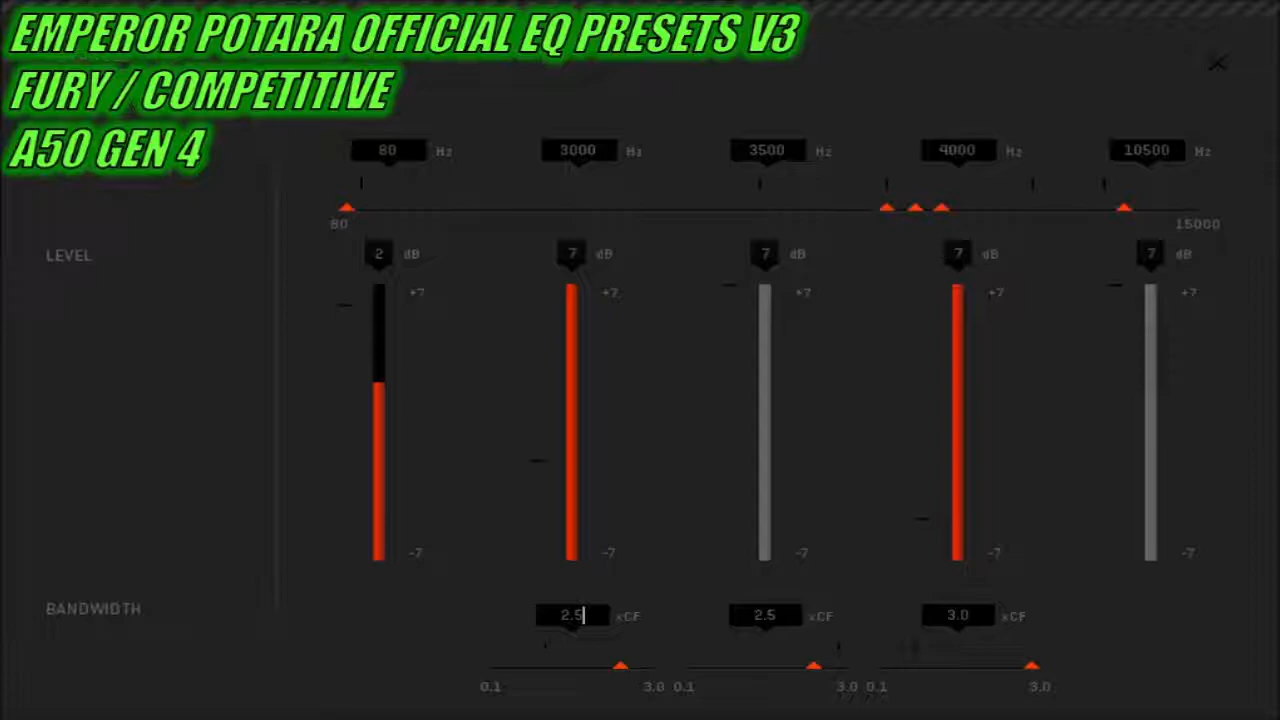 EMPEROR POTARA OFFICIAL EQ PRESETS V3
FURY / COMPETITIVE
A50 GEN 4
80 Hz 3000 Hz 3500 Hz 4000 Hz 10500 Hz
80 15000
LEVEL 2 dB 7 dB 7 dB 7 dB 7 dB
+7 +7 +7 +7 +7
-7 -7 -7 -7 -7
BANDWIDTH 2.5 xCF 2.5 xCF 3.0 xCF
0.1 3.0 0.1 3.0 0.1 3.0